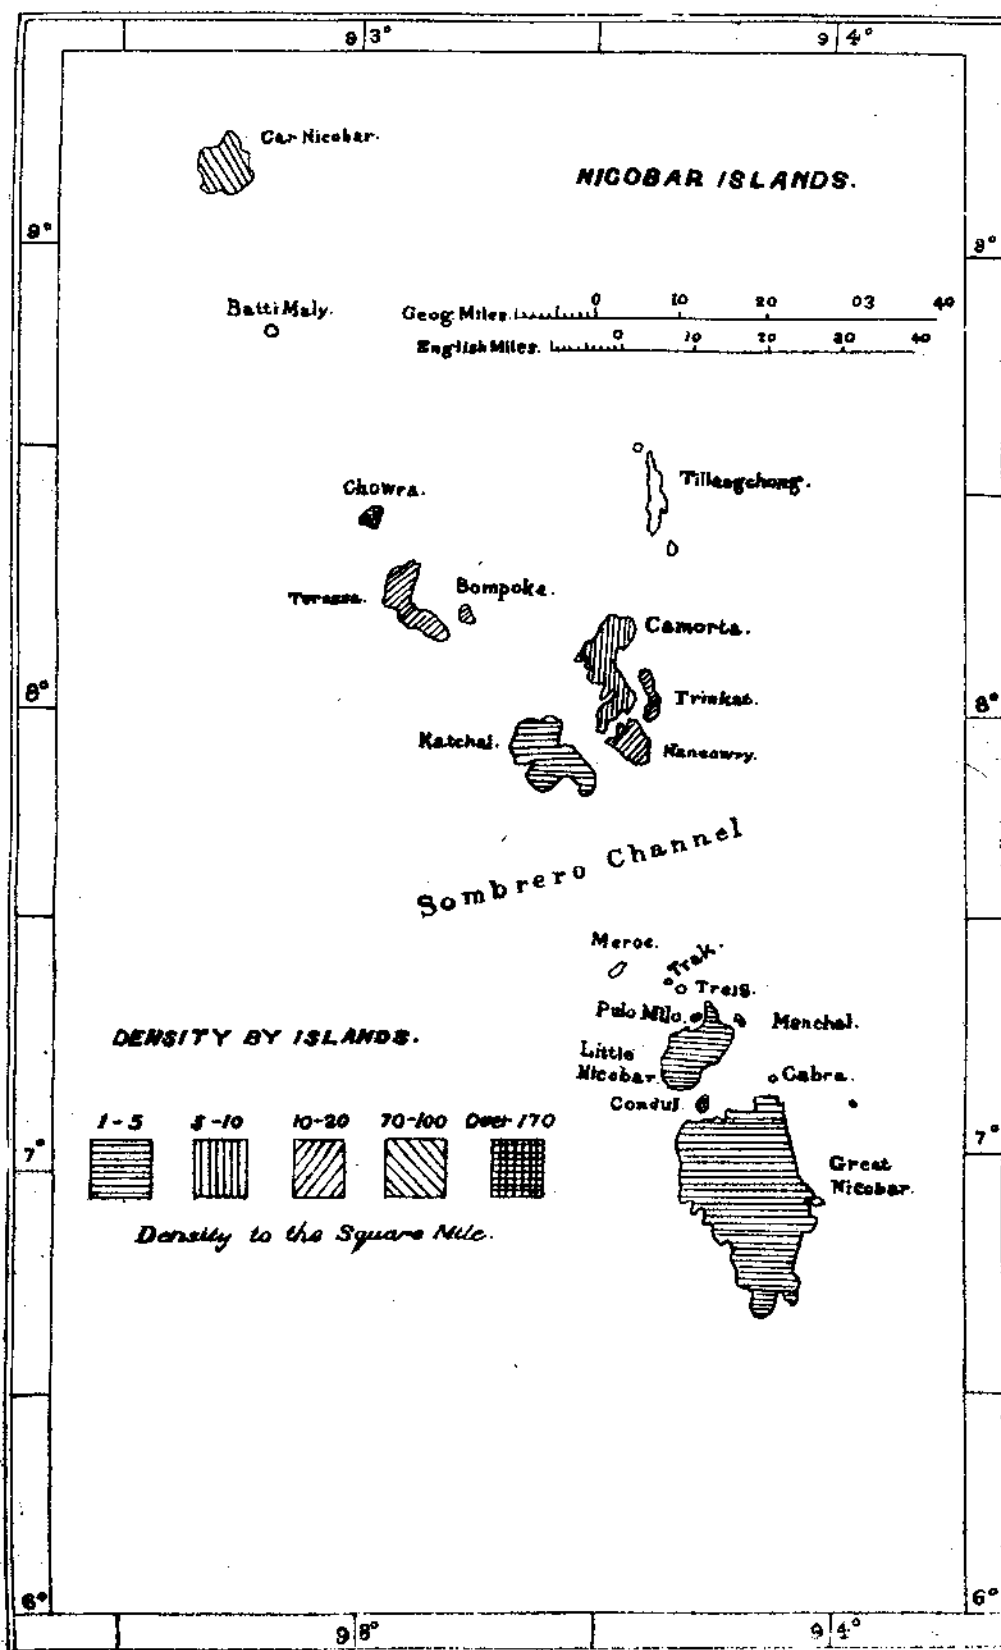 93°
94°
Car Nicobar.
NICOBAR ISLANDS.
9°
9°
Batti Maly.
0 10 20 03 40
Geog. Miles.
0 10 20 30 40
English Miles.
Chowra.
Tillangchong.
Teressa.
Bompoka.
Camorta.
8°
8°
Trinkat.
Katchal.
Nancowry.
Sombrero Channel
Meroe.
Trak.
Treis.
Pulo Milo.
Menchal.
DENSITY BY ISLANDS.
Little
Nicobar.
Cabra.
Condul.
1-5 5-10 10-20 70-100 Over 170
7°
7°
Great
Nicobar.
Density to the Square Mile.
6°
6°
93°
94°